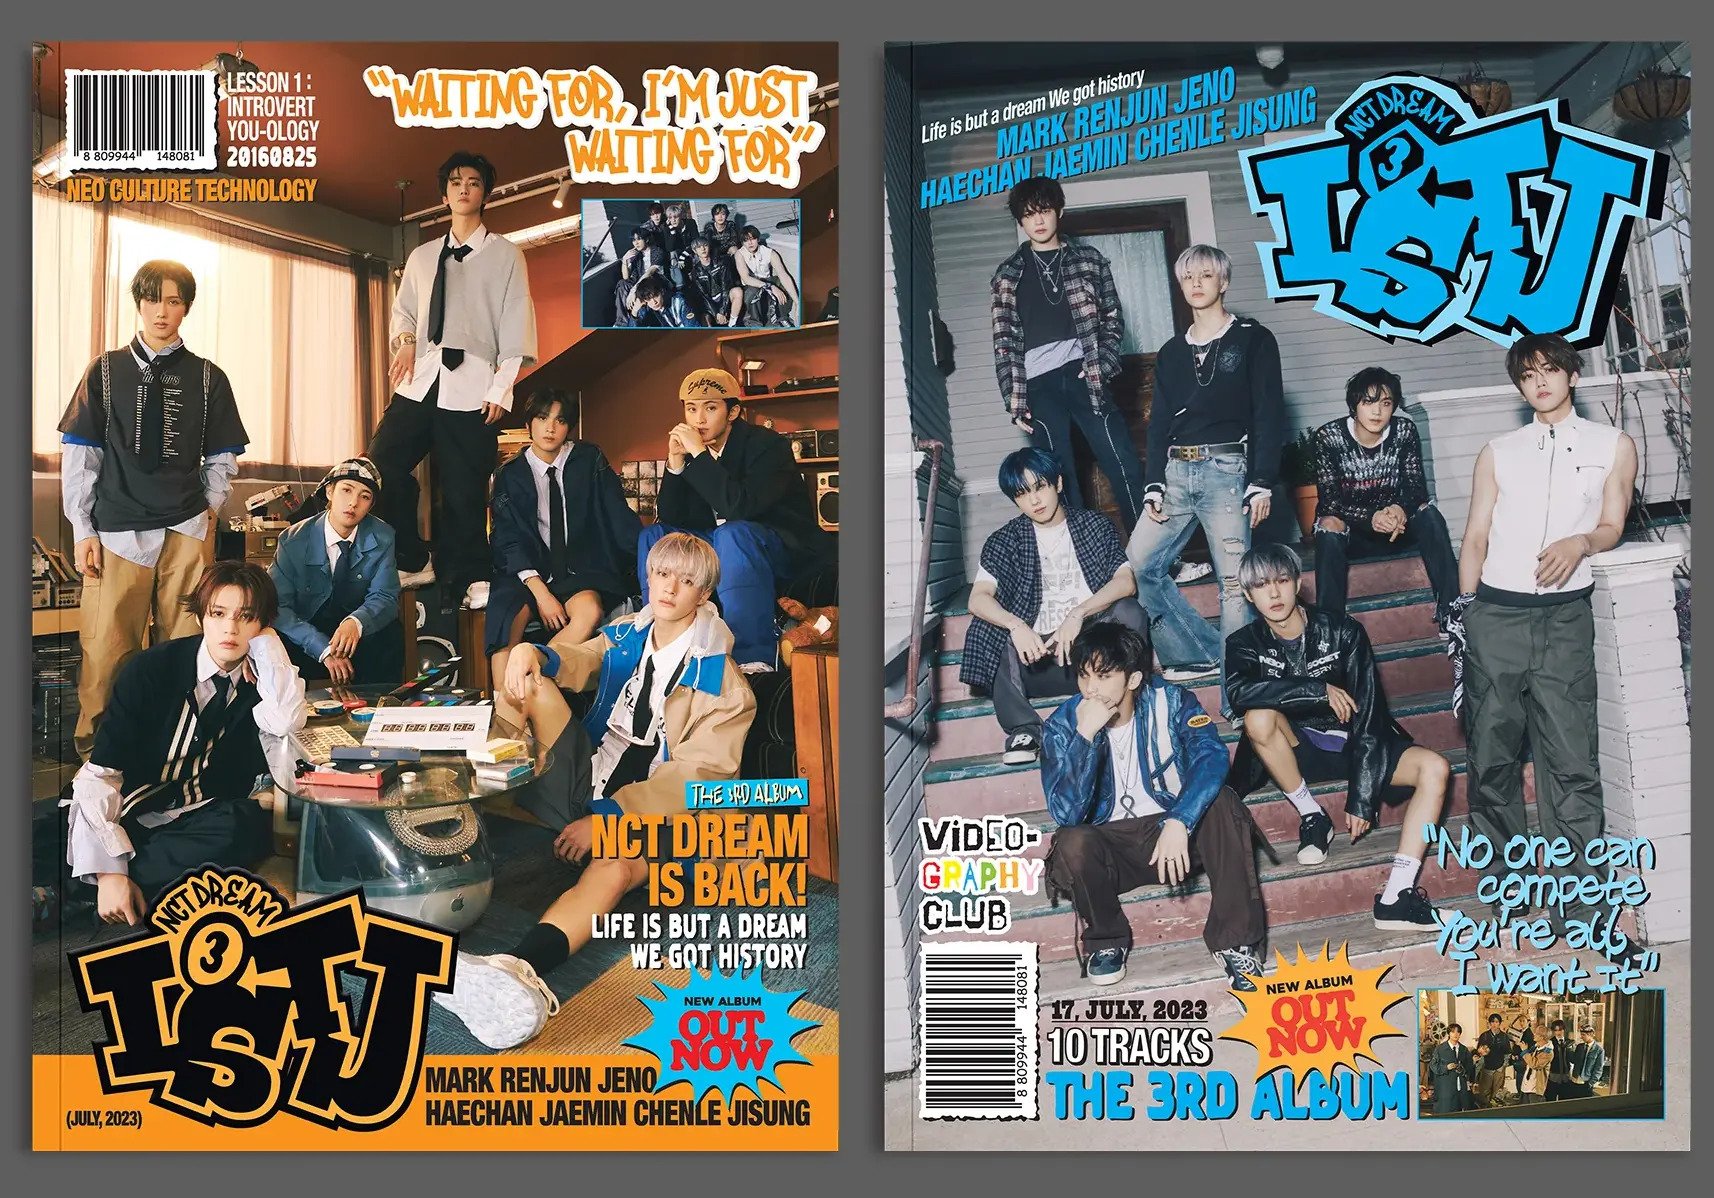 LESSON 1 :
INTROVERT
YOU-OLOGY
20160825
8 809944 148081
NEO CULTURE TECHNOLOGY
"WAITING FOR, I'M JUST
WAITING FOR"
Supreme
THE 3RD ALBUM
NCT DREAM
IS BACK!
LIFE IS BUT A DREAM
WE GOT HISTORY
NEW ALBUM
OUT
NOW
NCT DREAM
3
ISTJ
MARK RENJUN JENO
HAECHAN JAEMIN CHENLE JISUNG
(JULY, 2023)
Life is but a dream We got history
MARK RENJUN JENO
HAECHAN JAEMIN CHENLE JISUNG
NCT DREAM
3
ISTJ
VIDEO-
GRAPHY
CLUB
"No one can
compete
You're all
I want it"
8 809944 148081
17, JULY, 2023
10 TRACKS
THE 3RD ALBUM
NEW ALBUM
OUT
NOW